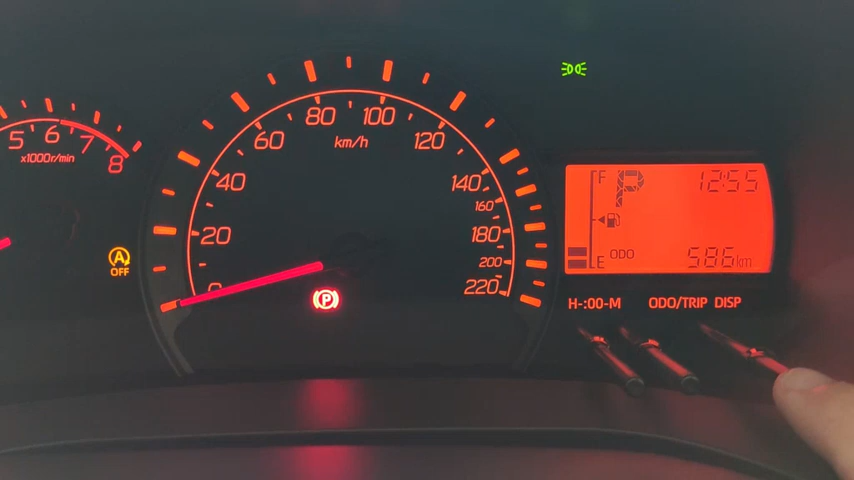 5 6 7 8
x1000r/min
A
OFF
0 20 40 60 80 100 120 140 160 180 200 220
km/h
P
F
P
12:55
E
ODO
586km
H-:00-M
ODO/TRIP
DISP